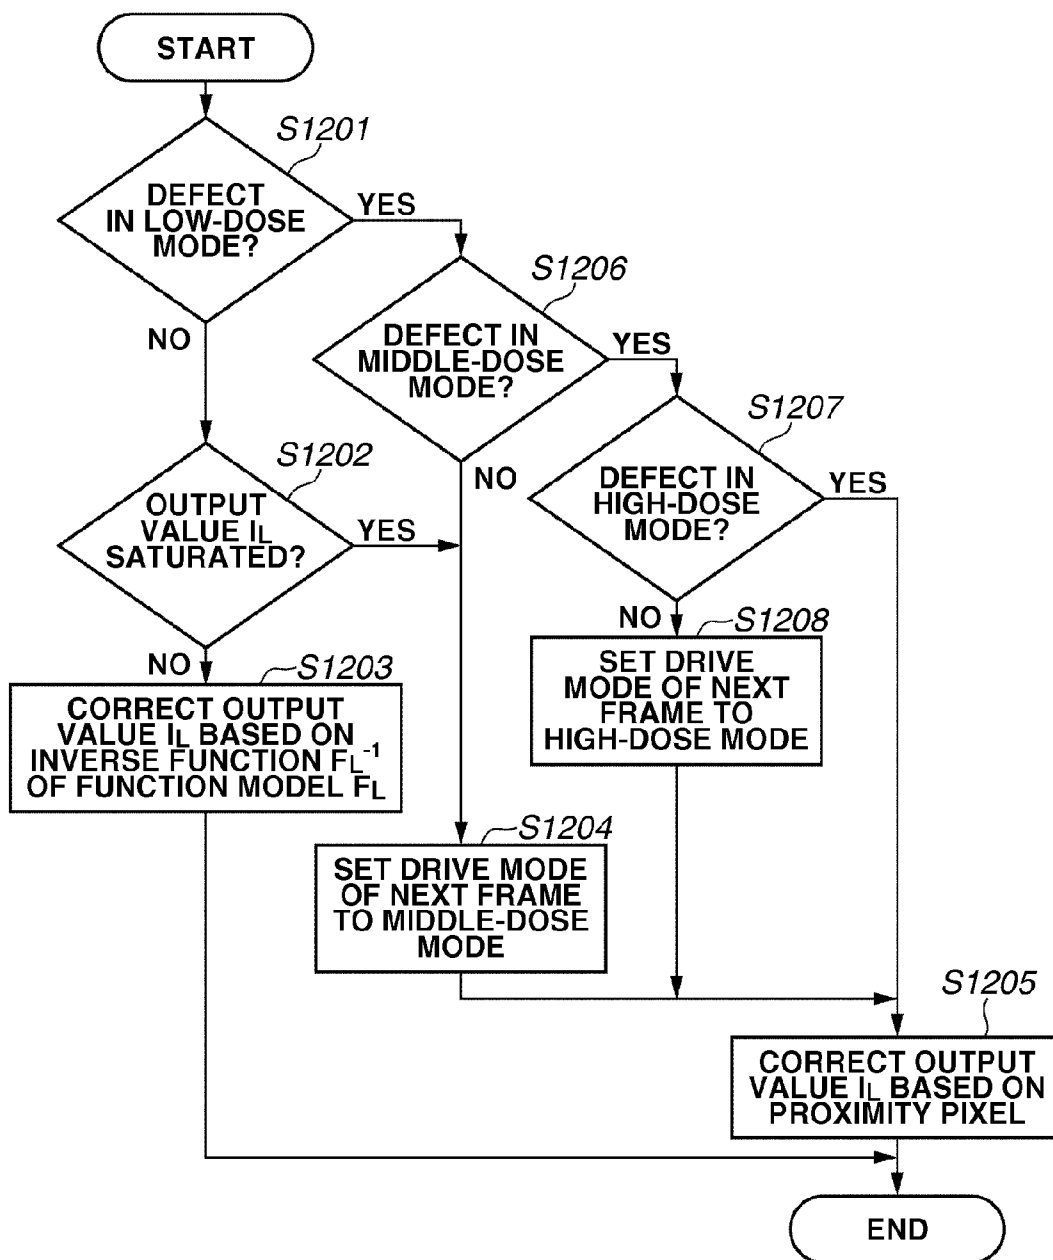 START
S1201
DEFECT
IN LOW-DOSE
MODE?
YES
NO
S1206
DEFECT IN
MIDDLE-DOSE
MODE?
YES
NO
S1207
DEFECT IN
HIGH-DOSE
MODE?
YES
NO
S1202
OUTPUT
VALUE IL
SATURATED?
YES
NO
S1203
CORRECT OUTPUT
VALUE IL BASED ON
INVERSE FUNCTION FL-1
OF FUNCTION MODEL FL
S1208
SET DRIVE
MODE OF NEXT
FRAME TO
HIGH-DOSE MODE
S1204
SET DRIVE MODE
OF NEXT FRAME
TO MIDDLE-DOSE
MODE
S1205
CORRECT OUTPUT
VALUE IL BASED ON
PROXIMITY PIXEL
END